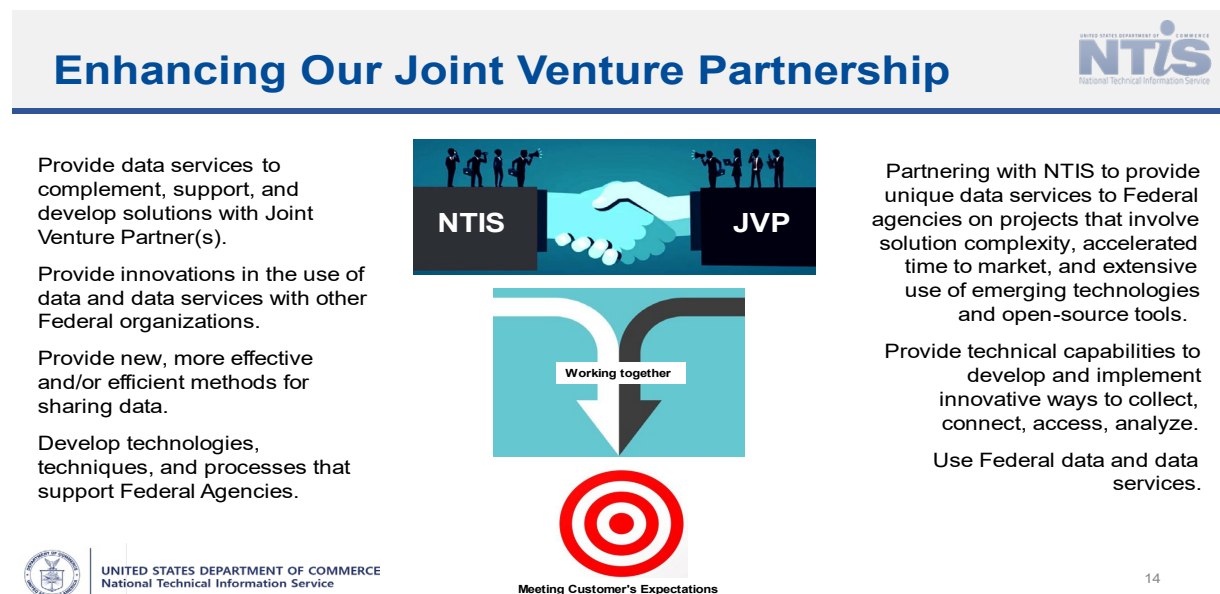 Enhancing Our Joint Venture Partnership
UNITED STATES DEPARTMENT OF COMMERCE
NTiS
National Technical Information Service
Provide data services to
complement, support, and
develop solutions with Joint
Venture Partner(s).
Provide innovations in the use of
data and data services with other
Federal organizations.
Provide new, more effective
and/or efficient methods for
sharing data.
Develop technologies,
techniques, and processes that
support Federal Agencies.
NTIS
JVP
Working together
Meeting Customer's Expectations
Partnering with NTIS to provide
unique data services to Federal
agencies on projects that involve
solution complexity, accelerated
time to market, and extensive
use of emerging technologies
and open-source tools.
Provide technical capabilities to
develop and implement
innovative ways to collect,
connect, access, analyze.
Use Federal data and data
services.
UNITED STATES DEPARTMENT OF COMMERCE
National Technical Information Service
14